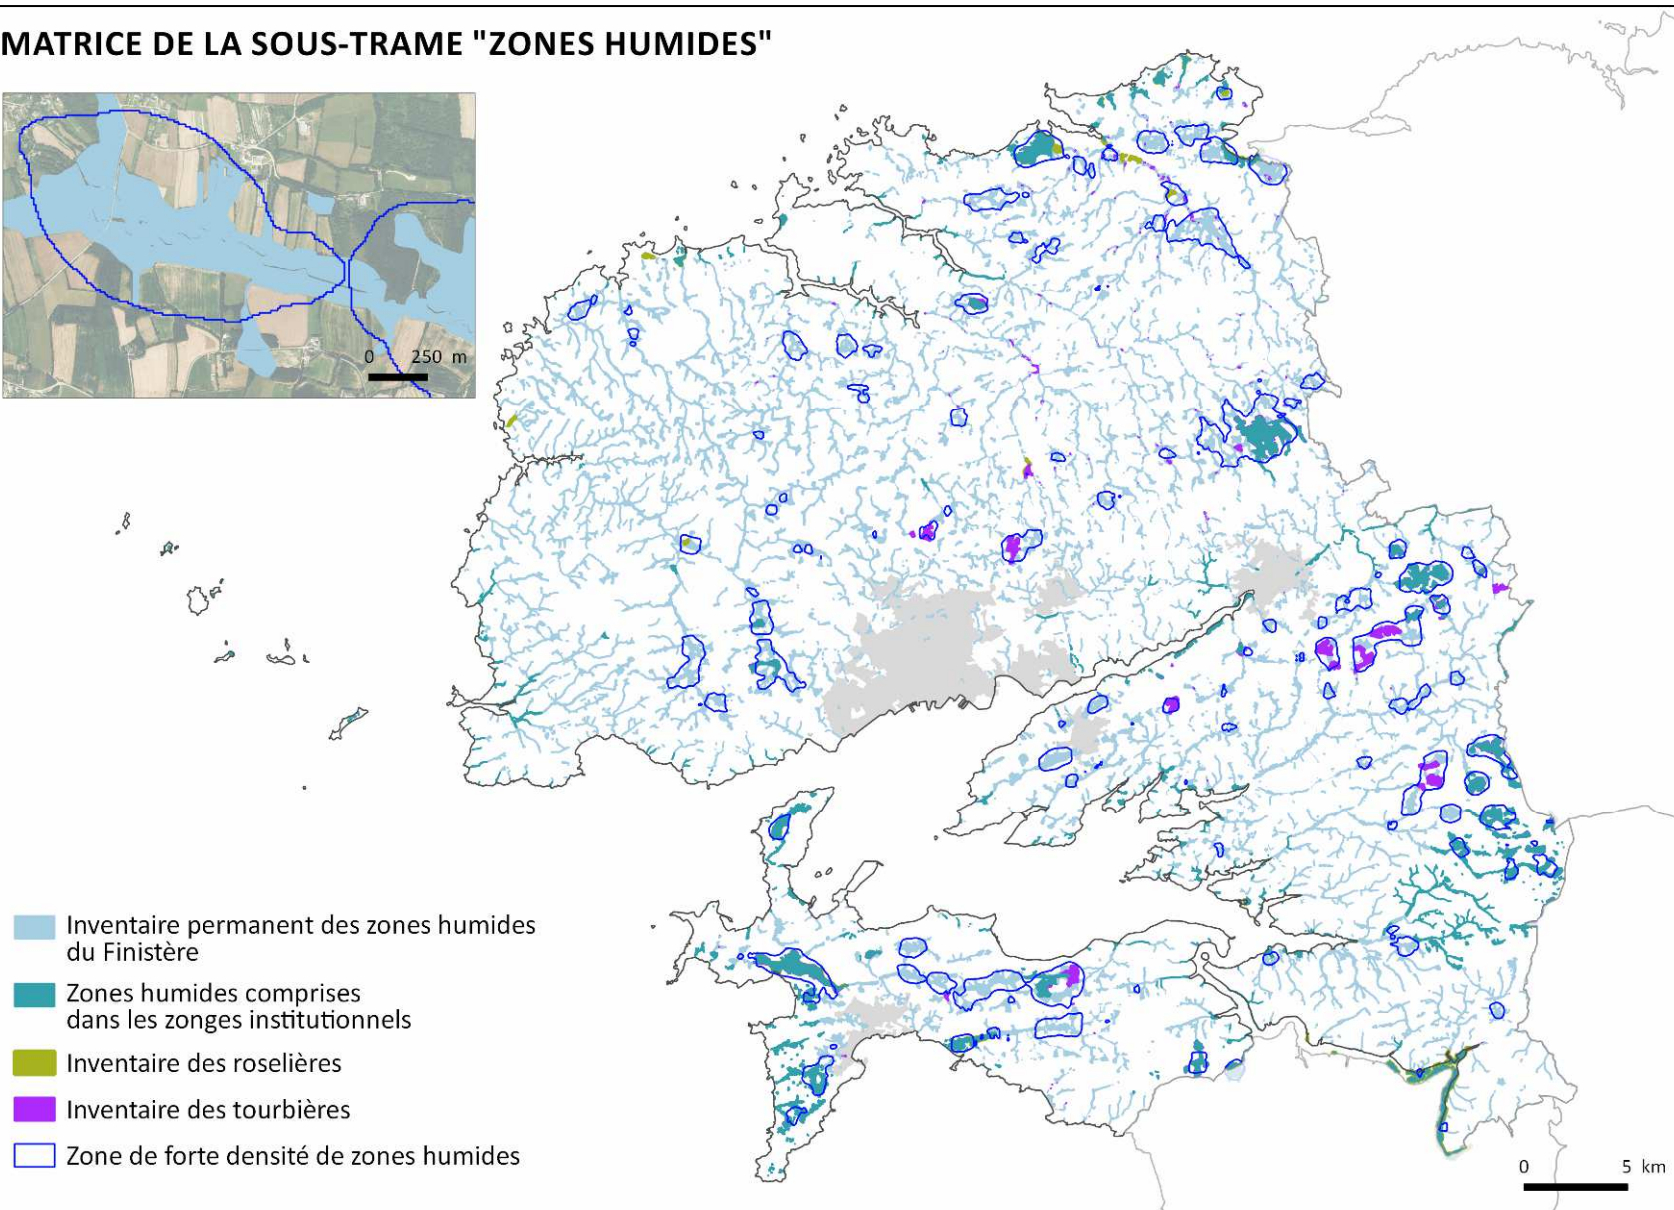 MATRICE DE LA SOUS-TRAME "ZONES HUMIDES"
0 250 m
Inventaire permanent des zones humides
du Finistère
Zones humides comprises
dans les zonges institutionnels
Inventaire des roselières
Inventaire des tourbières
Zone de forte densité de zones humides
0 5 km